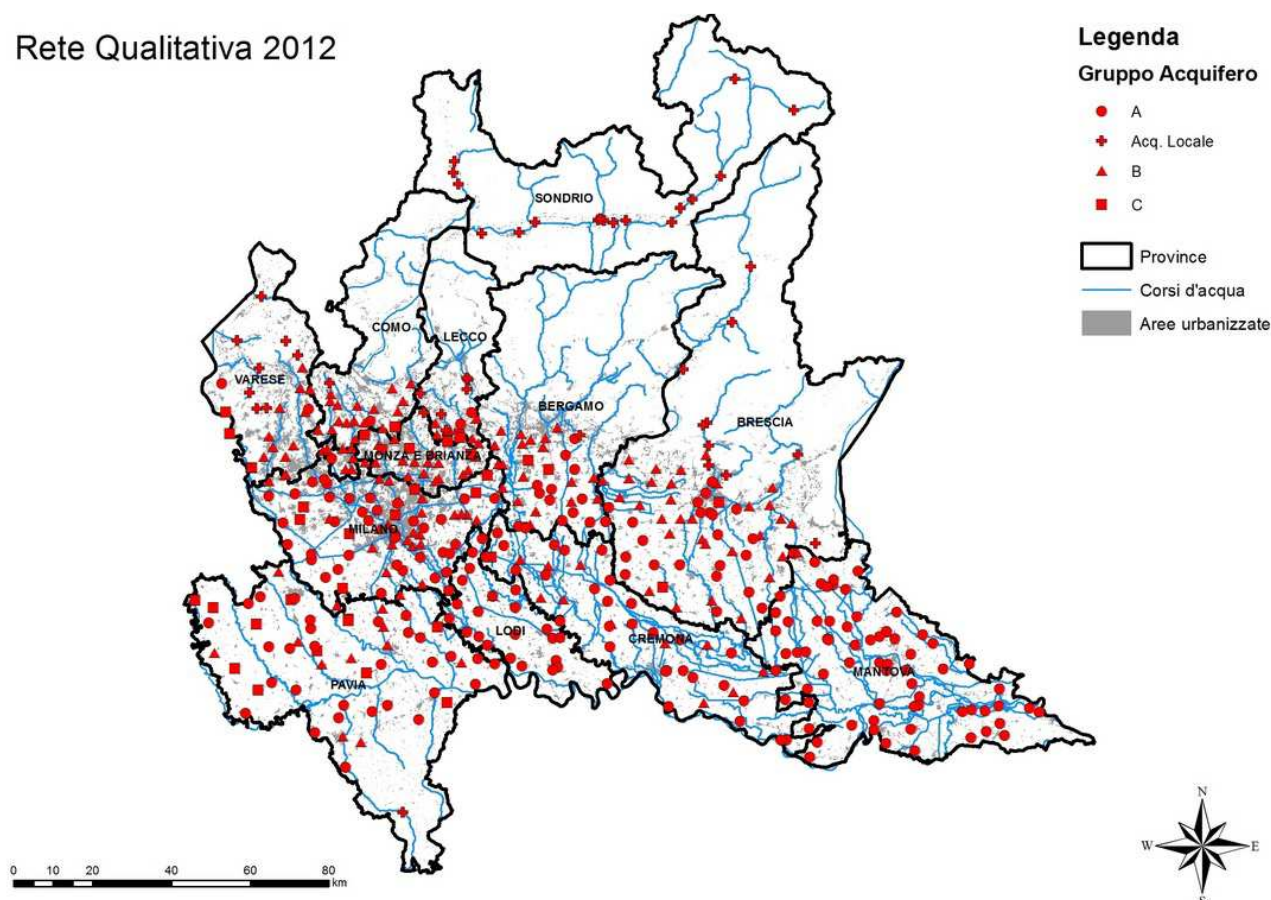 Rete Qualitativa 2012
Legenda
Gruppo Acquifero
A
Acq. Locale
B
C
Province
Corsi d'acqua
Aree urbanizzate
SONDRIO
COMO
LECCO
VARESE
BERGAMO
BRESCIA
MONZA E BRIANZA
MILANO
LODI
CREMONA
MANTOVA
PAVIA
N
W E
S
0 10 20 40 60 80
km